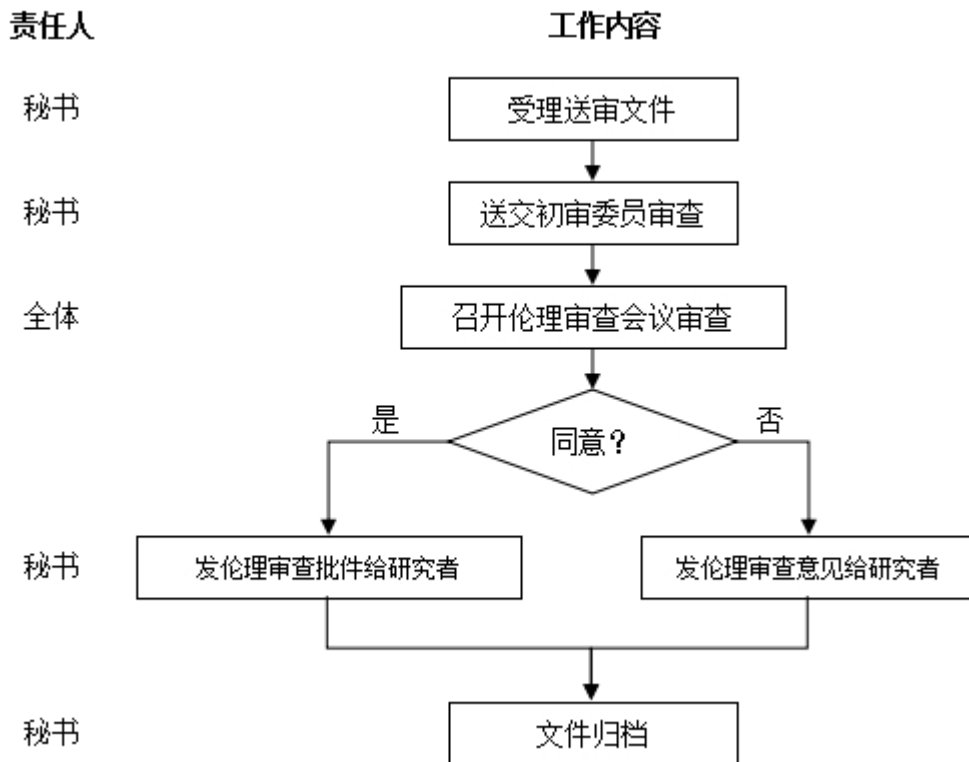 责任人 工作内容
秘书 受理送审文件
秘书 送交初审委员审查
全体 召开伦理审查会议审查
是 同意？ 否
秘书 发伦理审查批件给研究者 发伦理审查意见给研究者
秘书 文件归档